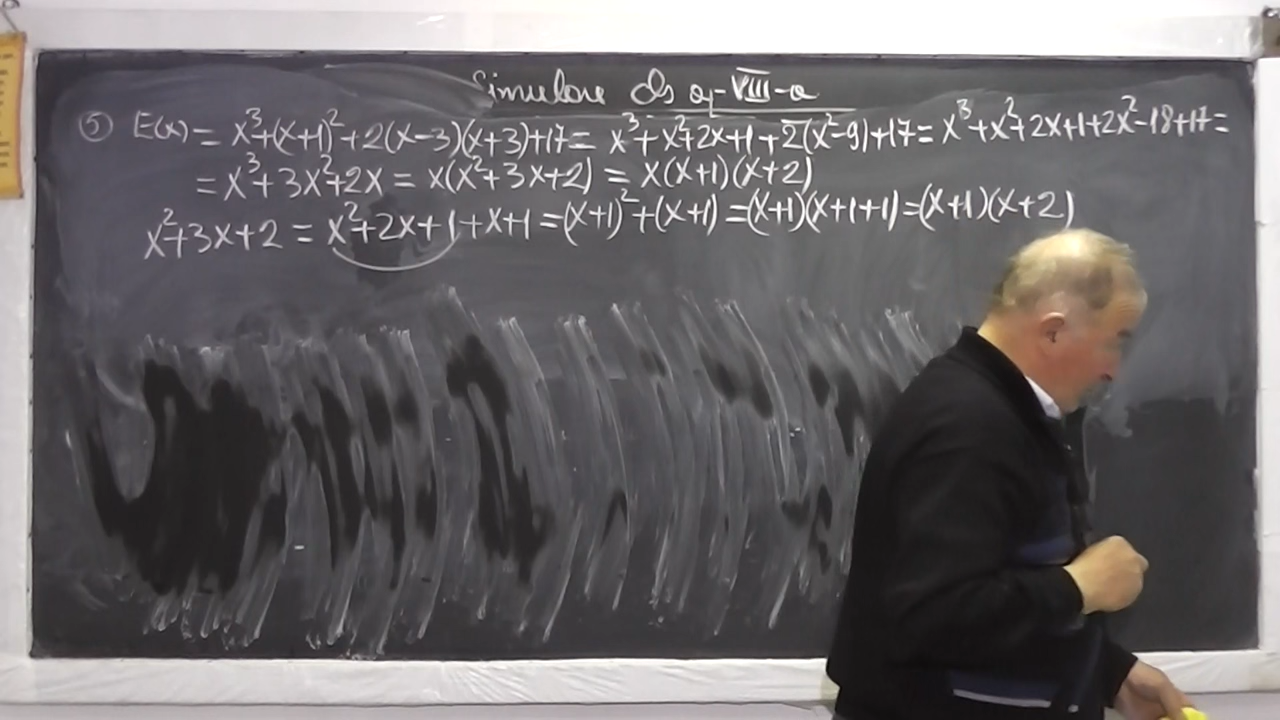 Simulare cls a-VIII-a
⑤ E(x) = x³+(x+1)²+2(x-3)(x+3)+17= x³+x²+2x+1+2(x²-9)+17= x³+x²+2x+1+2x²-18+17=
= x³+3x²+2x = x(x²+3x+2) = x(x+1)(x+2)
x²+3x+2 = x²+2x+1+x+1 =(x+1)²+(x+1) =(x+1)(x+1+1)=(x+1)(x+2)